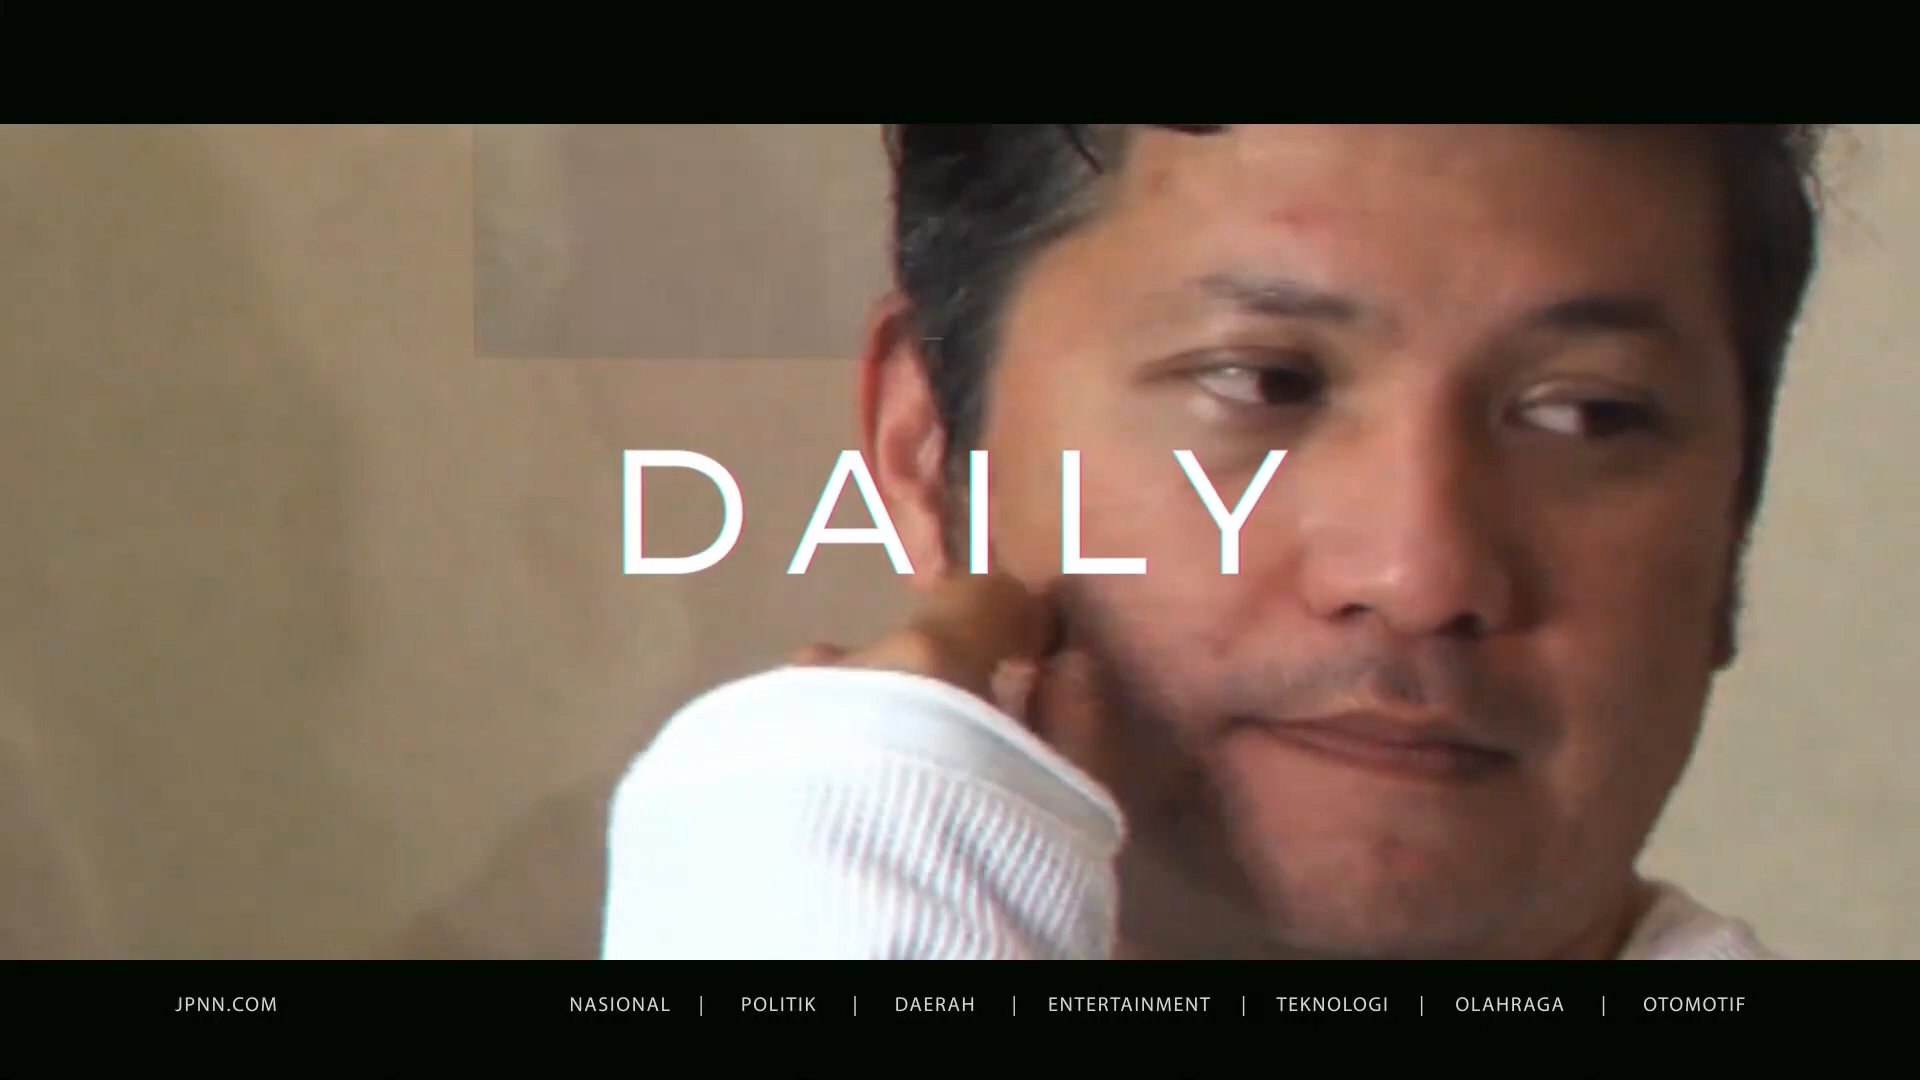 DAILY
JPNN.COM NASIONAL | POLITIK | DAERAH | ENTERTAINMENT | TEKNOLOGI | OLAHRAGA | OTOMOTIF